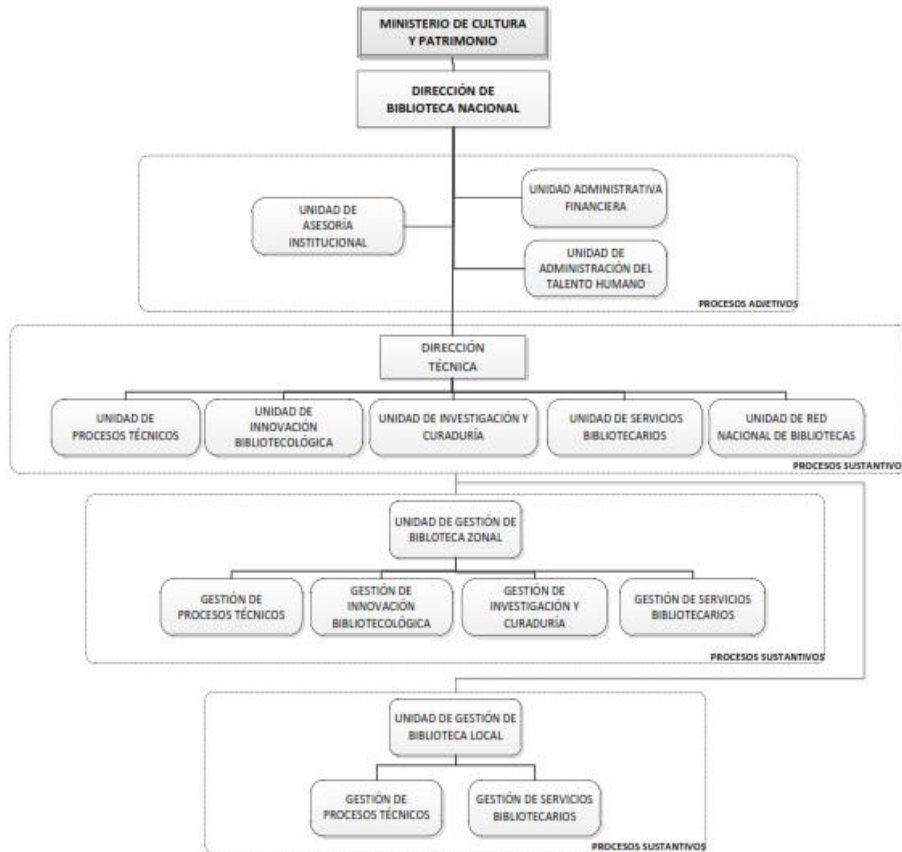 MINISTERIO DE CULTURA
Y PATRIMONIO
DIRECCIÓN DE
BIBLIOTECA NACIONAL
UNIDAD DE
ASESORÍA
INSTITUCIONAL
UNIDAD ADMINISTRATIVA
FINANCIERA
UNIDAD DE
ADMINISTRACIÓN DEL
TALENTO HUMANO
PROCESOS ADJETIVOS
DIRECCIÓN
TÉCNICA
UNIDAD DE
PROCESOS TÉCNICOS
UNIDAD DE
INNOVACIÓN
BIBLIOTECOLÓGICA
UNIDAD DE INVESTIGACIÓN Y
CURADURÍA
UNIDAD DE SERVICIOS
BIBLIOTECARIOS
UNIDAD DE RED
NACIONAL DE BIBLIOTECAS
PROCESOS SUSTANTIVO
UNIDAD DE GESTIÓN DE
BIBLOTECA ZONAL
GESTIÓN DE
PROCESOS TÉCNICOS
GESTIÓN DE
INNOVACIÓN
BIBLIOTECOLÓGICA
GESTIÓN DE
INVESTIGACIÓN Y
CURADURÍA
GESTIÓN DE SERVICIOS
BIBLIOTECARIOS
PROCESOS SUSTANTIVOS
UNIDAD DE GESTIÓN DE
BIBLIOTECA LOCAL
GESTIÓN DE
PROCESOS TÉCNICOS
GESTIÓN DE SERVICIOS
BIBLIOTECARIOS
PROCESOS SUSTANTIVOS